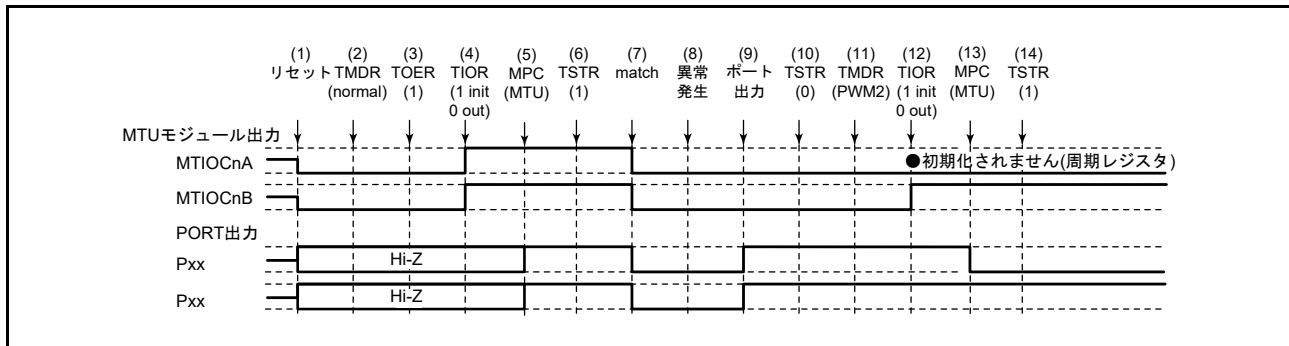 (1) (2) (3) (4) (5) (6) (7) (8) (9) (10) (11) (12) (13) (14)
リセット TMDR TOER TIOR MPC TSTR match 異常 ポート TSTR TMDR TIOR MPC TSTR
(normal) (1) (1 init (MTU) (1) 発生 出力 (0) (PWM2) (1 init (MTU) (1)
0 out) 0 out)
MTUモジュール出力
MTIOCnA ●初期化されません(周期レジスタ)
MTIOCnB
PORT出力
Pxx Hi-Z
Pxx Hi-Z